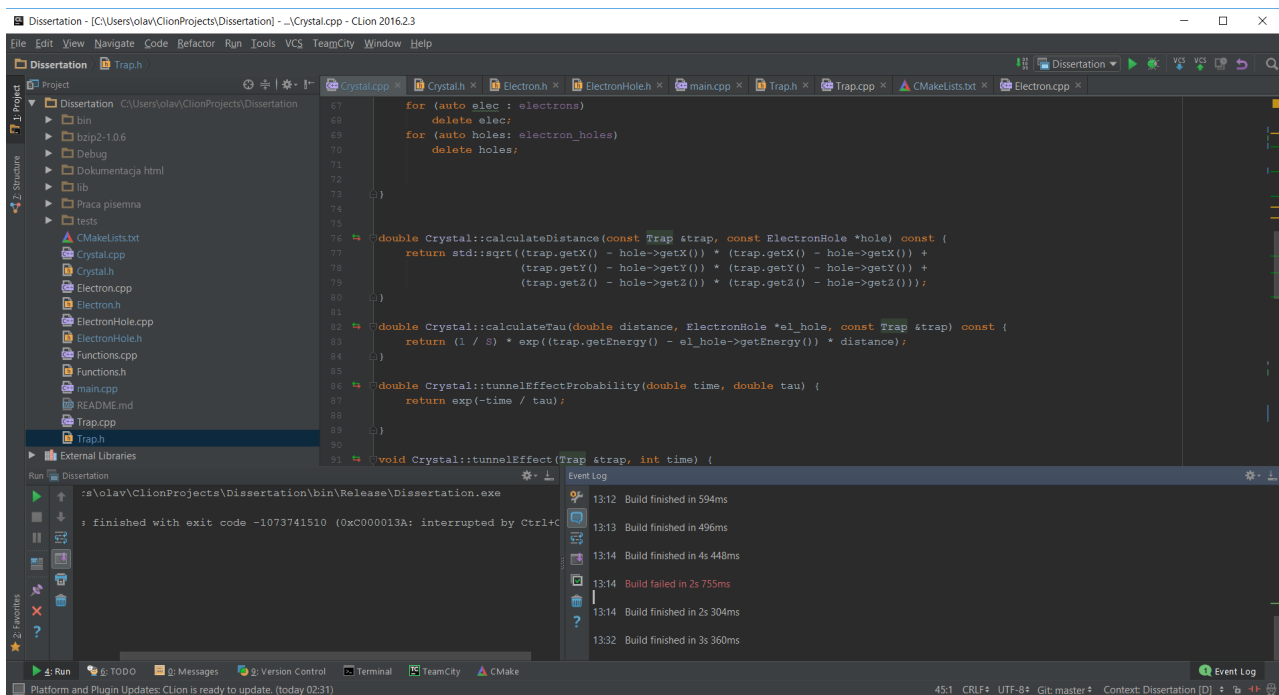 Dissertation - [C:\Users\olav\ClionProjects\Dissertation] - ...\Crystal.cpp - CLion 2016.2.3
File Edit View Navigate Code Refactor Run Tools VCS TeamCity Window Help
Dissertation Trap.h Dissertation VCS VCS
1: Project
Z: Structure
2: Favorites
Project
Dissertation C:\Users\olav\ClionProjects\Dissertation
bin
bzip2-1.0.6
Debug
Dokumentacja html
lib
Praca pisemna
tests
CMakeLists.txt
Crystal.cpp
Crystal.h
Electron.cpp
Electron.h
ElectronHole.cpp
ElectronHole.h
Functions.cpp
Functions.h
main.cpp
README.md
Trap.cpp
Trap.h
External Libraries
Crystal.cpp Crystal.h Electron.h ElectronHole.h main.cpp Trap.h Trap.cpp CMakeLists.txt Electron.cpp
67 for (auto elec : electrons)
68 delete elec;
69 for (auto holes: electron_holes)
70 delete holes;
71
72
73 }
74
75
76 double Crystal::calculateDistance(const Trap &trap, const ElectronHole *hole) const {
77 return std::sqrt((trap.getX() - hole->getX()) * (trap.getX() - hole->getX()) +
78 (trap.getY() - hole->getY()) * (trap.getY() - hole->getY()) +
79 (trap.getZ() - hole->getZ()) * (trap.getZ() - hole->getZ()));
80 }
81
82 double Crystal::calculateTau(double distance, ElectronHole *el_hole, const Trap &trap) const {
83 return (1 / S) * exp((trap.getEnergy() - el_hole->getEnergy()) * distance);
84 }
85
86 double Crystal::tunnelEffectProbability(double time, double tau) {
87 return exp(-time / tau);
88
89 }
90
91 void Crystal::tunnelEffect(Trap &trap, int time) {
Run Dissertation
:s\olav\ClionProjects\Dissertation\bin\Release\Dissertation.exe
s finished with exit code -1073741510 (0xC000013A: interrupted by Ctrl+C
Event Log
13:12 Build finished in 594ms
13:13 Build finished in 496ms
13:14 Build finished in 4s 448ms
13:14 Build failed in 2s 755ms
13:14 Build finished in 2s 304ms
13:32 Build finished in 3s 360ms
4: Run 6: TODO 0: Messages 9: Version Control Terminal TeamCity CMake 1 Event Log
Platform and Plugin Updates: CLion is ready to update. (today 02:31) 45:1 CRLF UTF-8 Git: master Context: Dissertation [D]